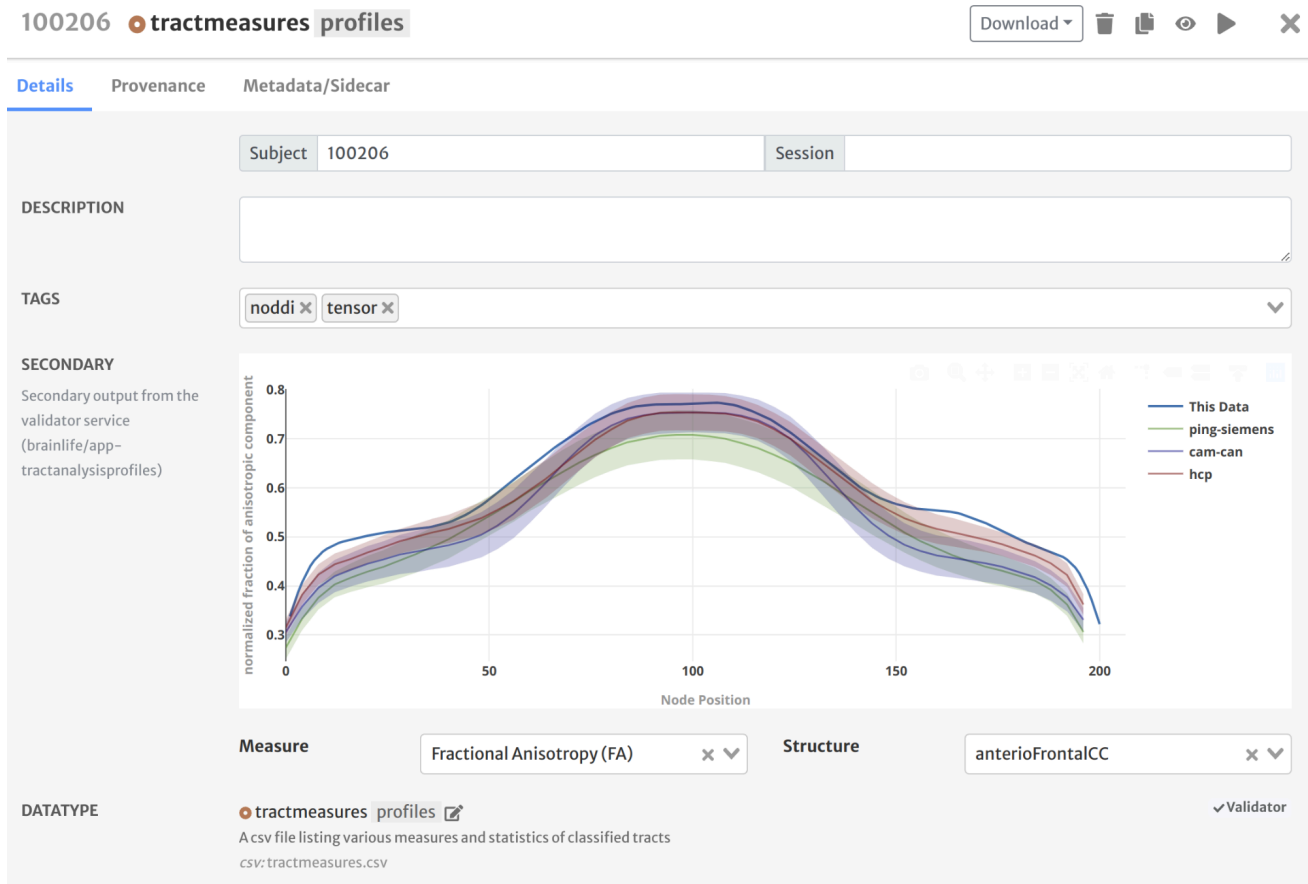 100206 tractmeasures profiles Download
Details Provenance Metadata/Sidecar
Subject 100206 Session
DESCRIPTION
TAGS
noddi tensor
SECONDARY
Secondary output from the
validator service
(brainlife/app-
tractanalysisprofiles)
normalized fraction of anisotropic component
0.8
0.7
0.6
0.5
0.4
0.3
0 50 100 150 200
Node Position
This Data
ping-siemens
cam-can
hcp
Measure Fractional Anisotropy (FA) Structure anterioFrontalCC
DATATYPE
tractmeasures profiles
Validator
A csv file listing various measures and statistics of classified tracts
csv: tractmeasures.csv